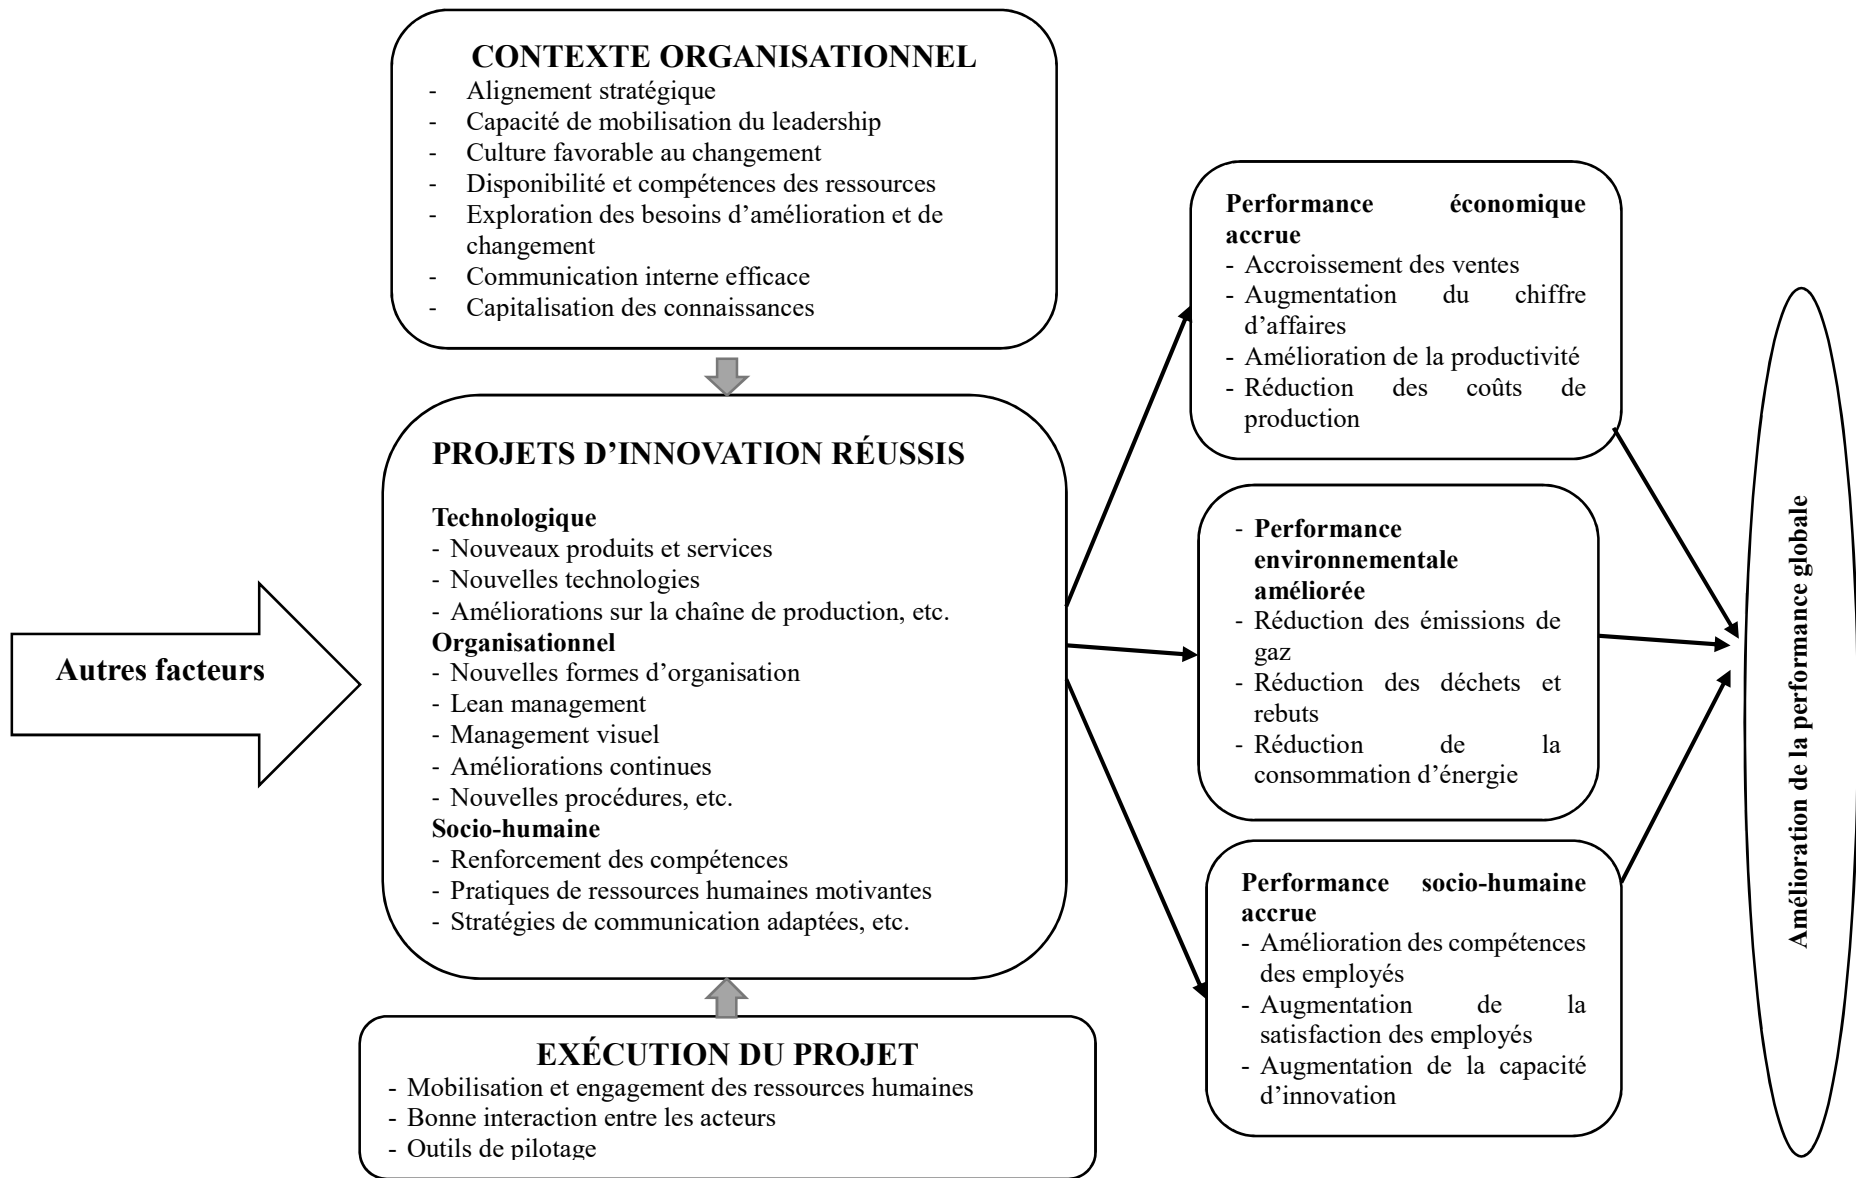 CONTEXTE ORGANISATIONNEL
- Alignement stratégique
- Capacité de mobilisation du leadership
- Culture favorable au changement
- Disponibilité et compétences des ressources
- Exploration des besoins d’amélioration et de
changement
- Communication interne efficace
- Capitalisation des connaissances
Autres facteurs
PROJETS D’INNOVATION RÉUSSIS
Technologique
- Nouveaux produits et services
- Nouvelles technologies
- Améliorations sur la chaîne de production, etc.
Organisationnel
- Nouvelles formes d’organisation
- Lean management
- Management visuel
- Améliorations continues
- Nouvelles procédures, etc.
Socio-humaine
- Renforcement des compétences
- Pratiques de ressources humaines motivantes
- Stratégies de communication adaptées, etc.
EXÉCUTION DU PROJET
- Mobilisation et engagement des ressources humaines
- Bonne interaction entre les acteurs
- Outils de pilotage
Performance économique
accrue
- Accroissement des ventes
- Augmentation du chiffre
d’affaires
- Amélioration de la productivité
- Réduction des coûts de
production
- Performance
environnementale
améliorée
- Réduction des émissions de
gaz
- Réduction des déchets et
rebuts
- Réduction de la
consommation d’énergie
Performance socio-humaine
accrue
- Amélioration des compétences
des employés
- Augmentation de la
satisfaction des employés
- Augmentation de la capacité
d’innovation
Amélioration de la performance globale